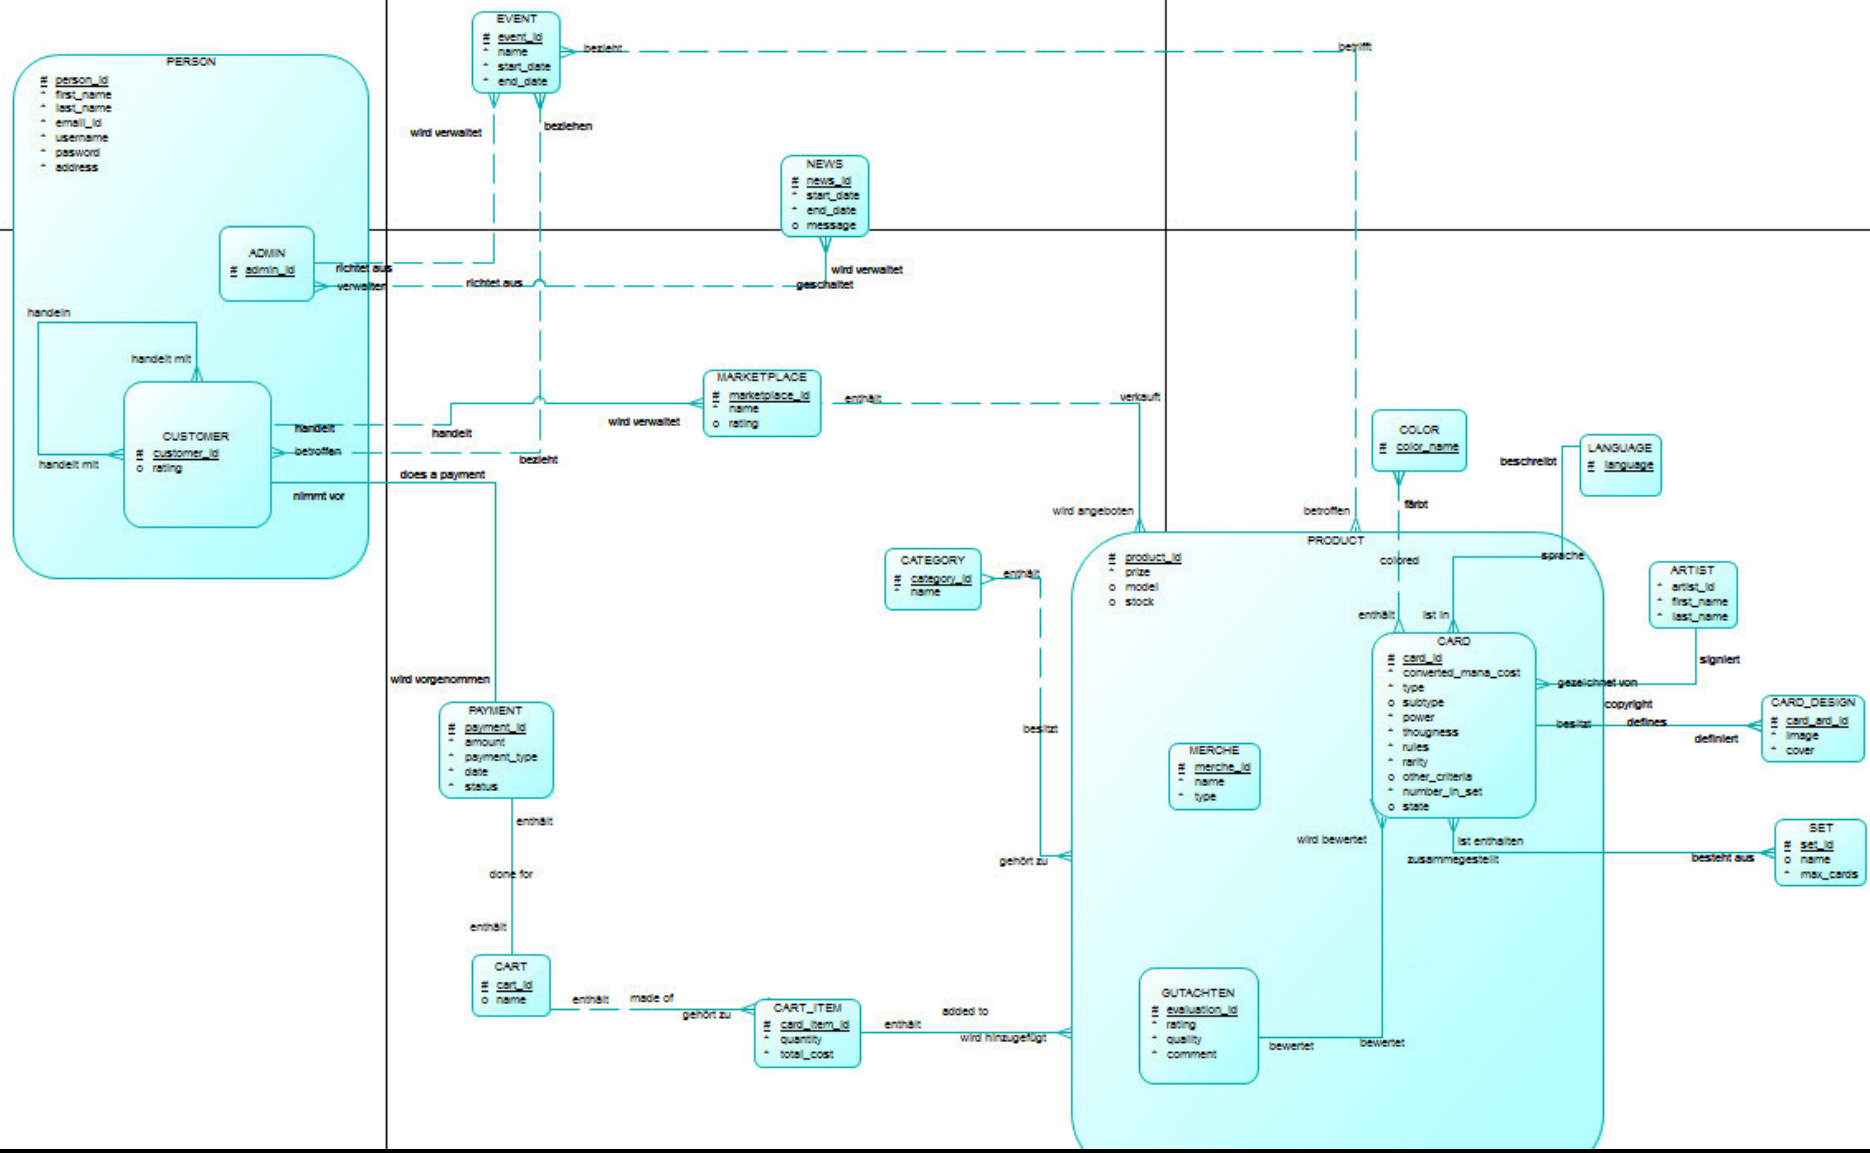 EVENT
# event_id
* name
* start_date
* end_date
bezieht
betrifft
PERSON
# person_id
* first_name
* last_name
* email_id
* username
* pasword
* address
wird verwaltet
beziehen
NEWS
# news_id
* start_date
* end_date
o message
ADMIN
# admin_id
richtet aus
verwalten
richtet aus
wird verwaltet
geschaltet
handeln
handelt mit
CUSTOMER
# customer_id
o rating
handelt mit
handelt
handelt
betroffen
bezieht
wird verwaltet
MARKETPLACE
# marketplace_id
* name
o rating
enthält
verkauft
wird angeboten
betroffen
does a payment
nimmt vor
wird vorgenommen
COLOR
# color_name
färbt
colored
enthält
LANGUAGE
# language
beschreibt
sprache
ist in
CATEGORY
# category_id
* name
enthält
besitzt
gehört zu
PRODUCT
# product_id
* prize
o model
o stock
ARTIST
* artist_id
* first_name
* last_name
signiert
gezeichnet von
CARD
# card_id
* converted_mana_cost
* type
o subtype
* power
* thougness
* rules
* rarity
o other_criteria
* number_in_set
o state
copyright
besitzt
defines
definiert
CARD_DESIGN
# card_ard_id
* image
* cover
PAYMENT
# payment_id
* amount
* payment_type
* date
* status
MERCHE
# merche_id
* name
* type
enthält
done for
enthält
wird bewertet
ist enthalten
zusammegestellt
besteht aus
SET
# set_id
o name
* max_cards
CART
# cart_id
o name
enthält
made of
gehört zu
CART_ITEM
# card_item_id
* quantity
* total_cost
enthält
added to
wird hinzugefügt
GUTACHTEN
# evaluation_id
* rating
* quality
* comment
bewertet
bewertet